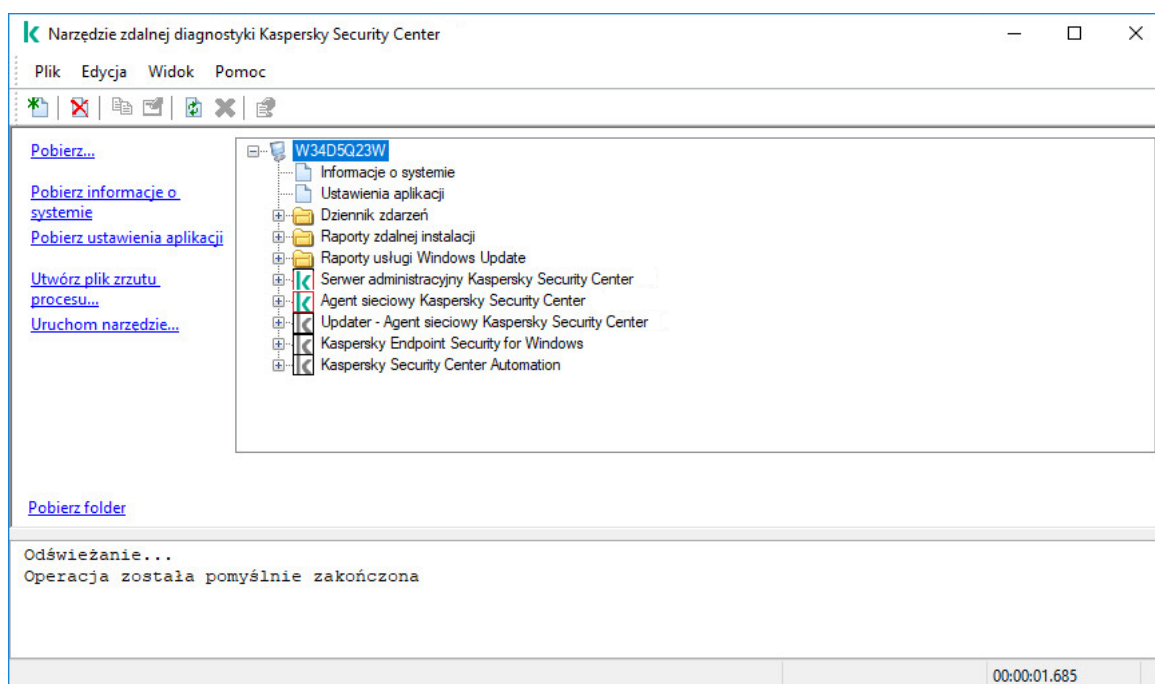 Narzędzie zdalnej diagnostyki Kaspersky Security Center
Plik Edycja Widok Pomoc
Pobierz...
Pobierz informacje o
systemie
Pobierz ustawienia aplikacji
Utwórz plik zrzutu
procesu...
Uruchom narzedzie...
W34D5Q23W
Informacje o systemie
Ustawienia aplikacji
Dziennik zdarzeń
Raporty zdalnej instalacji
Raporty usługi Windows Update
Serwer administracyjny Kaspersky Security Center
Agent sieciowy Kaspersky Security Center
Updater - Agent sieciowy Kaspersky Security Center
Kaspersky Endpoint Security for Windows
Kaspersky Security Center Automation
Pobierz folder
Odświeżanie...
Operacja została pomyślnie zakończona
00:00:01.685